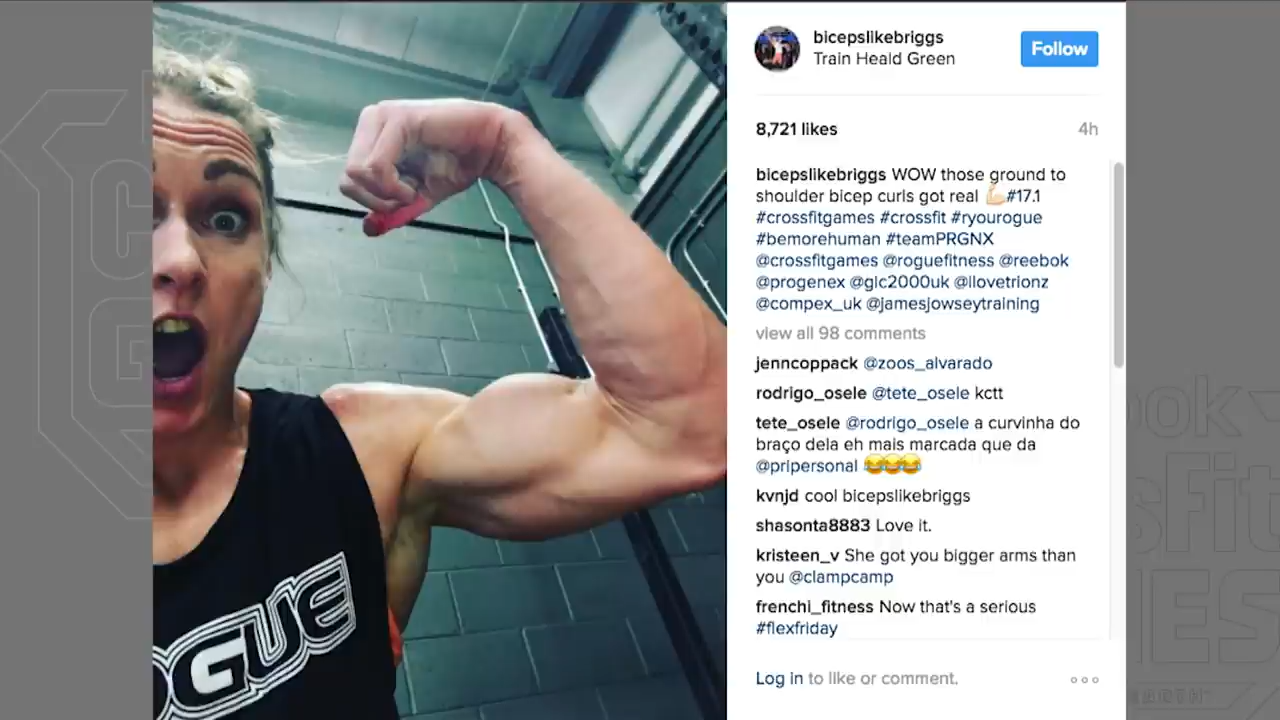 bicepslikebriggs
Train Heald Green
Follow
8,721 likes
4h
bicepslikebriggs WOW those ground to
shoulder bicep curls got real 💪🏻#17.1
#crossfitgames #crossfit #ryourogue
#bemorehuman #teamPRGNX
@crossfitgames @roguefitness @reebok
@progenex @glc2000uk @ilovetrionz
@compex_uk @jamesjowseytraining
view all 98 comments
jenncoppack @zoos_alvarado
rodrigo_osele @tete_osele kctt
tete_osele @rodrigo_osele a curvinha do
braço dela eh mais marcada que da
@pripersonal 😂😂😂
kvnjd cool bicepslikebriggs
shasonta8883 Love it.
kristeen_v She got you bigger arms than
you @clampcamp
frenchi_fitness Now that's a serious
#flexfriday
Log in to like or comment.
OGUE
C
G
ook
sFit
MES
EARTH™